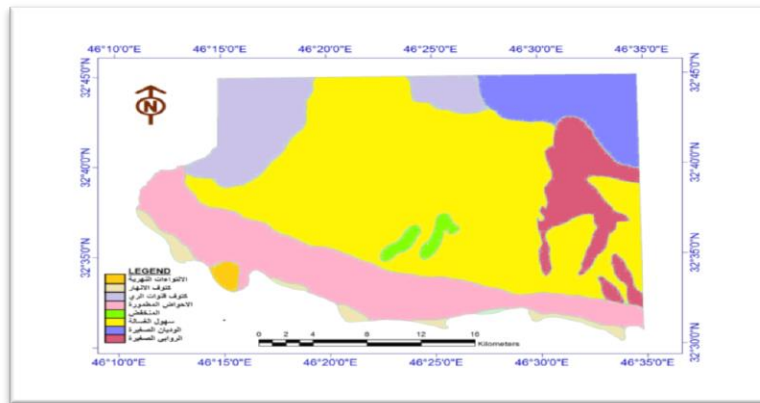 46°10'0"E 46°15'0"E 46°20'0"E 46°25'0"E 46°30'0"E 46°35'0"E
32°45'0"N 32°45'0"N
N
32°40'0"N 32°40'0"N
32°35'0"N 32°35'0"N
LEGEND
الالتواءات النهرية
كتوف الانهار
كتوف قنوات الري
الاحواض المطمورة
المنخفض
سهول الضحالة
الوديان الصغيرة
الروابي الصغيرة
0 2 4 8 12 16
Kilometers
32°30'0"N
46°10'0"E 46°15'0"E 46°20'0"E 46°25'0"E 46°30'0"E 46°35'0"E